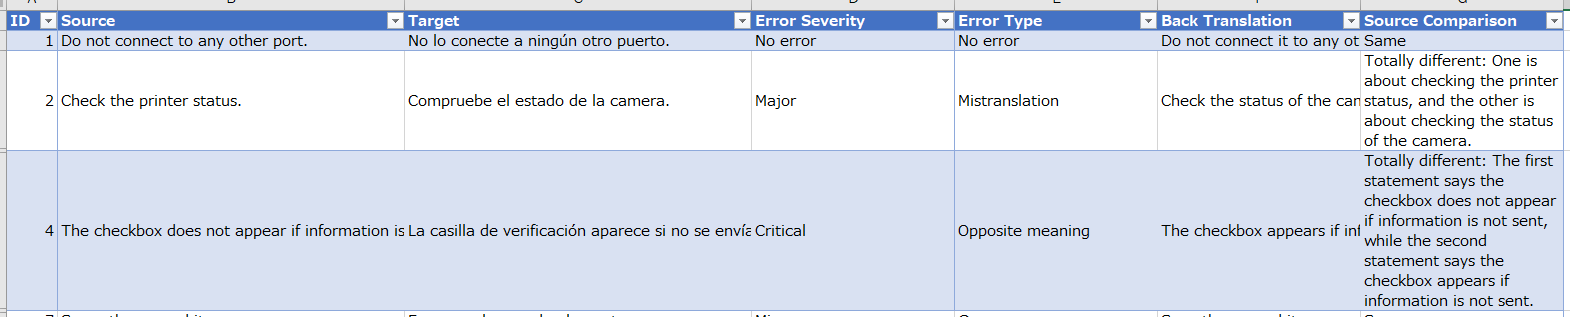 ID Source Target Error Severity Error Type Back Translation Source Comparison
1 Do not connect to any other port. No lo conecte a ningún otro puerto. No error No error Do not connect it to any ot Same
2 Check the printer status. Compruebe el estado de la camera. Major Mistranslation Check the status of the can Totally different: One is
about checking the printer
status, and the other is
about checking the status
of the camera.
4 The checkbox does not appear if information is La casilla de verificación aparece si no se envía Critical Opposite meaning The checkbox appears if inf Totally different: The first
statement says the
checkbox does not appear
if information is not sent,
while the second
statement says the
checkbox appears if
information is not sent.